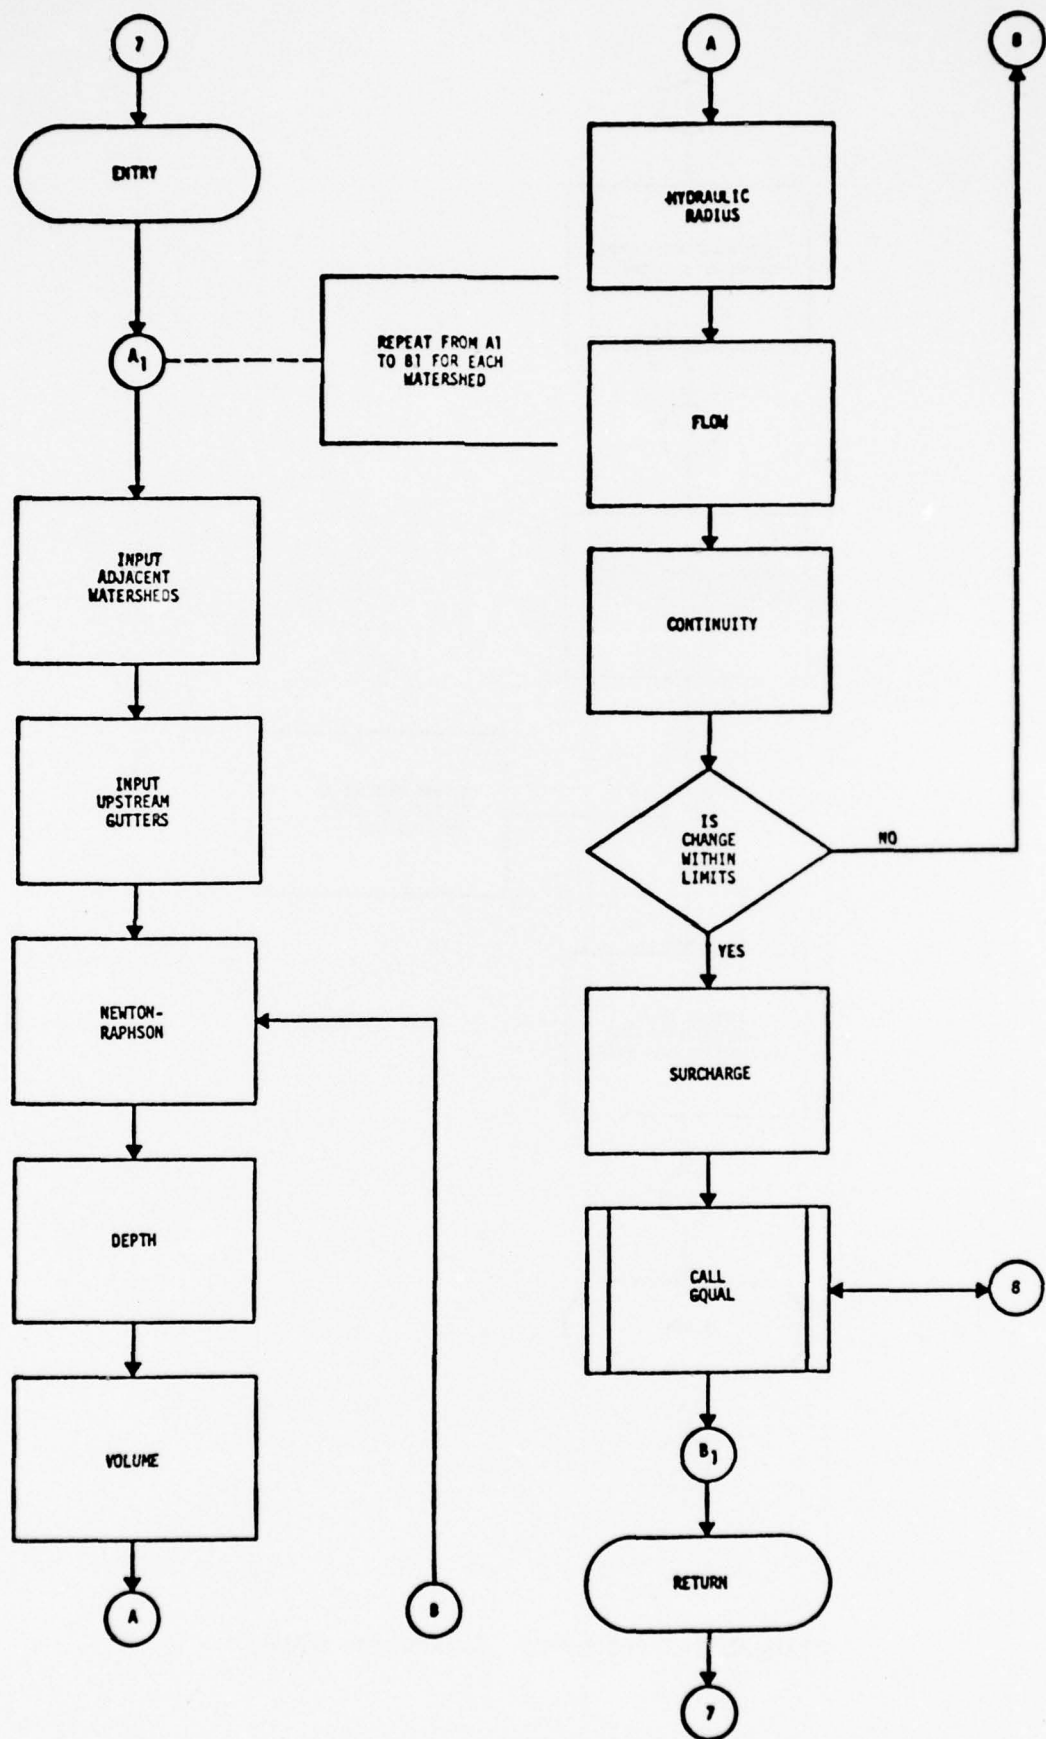 7
ENTRY
A1
REPEAT FROM A1
TO B1 FOR EACH
WATERSHED
INPUT
ADJACENT
WATERSHEDS
INPUT
UPSTREAM
GUTTERS
NEWTON-
RAPHSON
DEPTH
VOLUME
A
B
A
B
HYDRAULIC
RADIUS
FLOW
CONTINUITY
IS
CHANGE
WITHIN
LIMITS
NO
YES
SURCHARGE
CALL
GQUAL
8
B1
RETURN
7